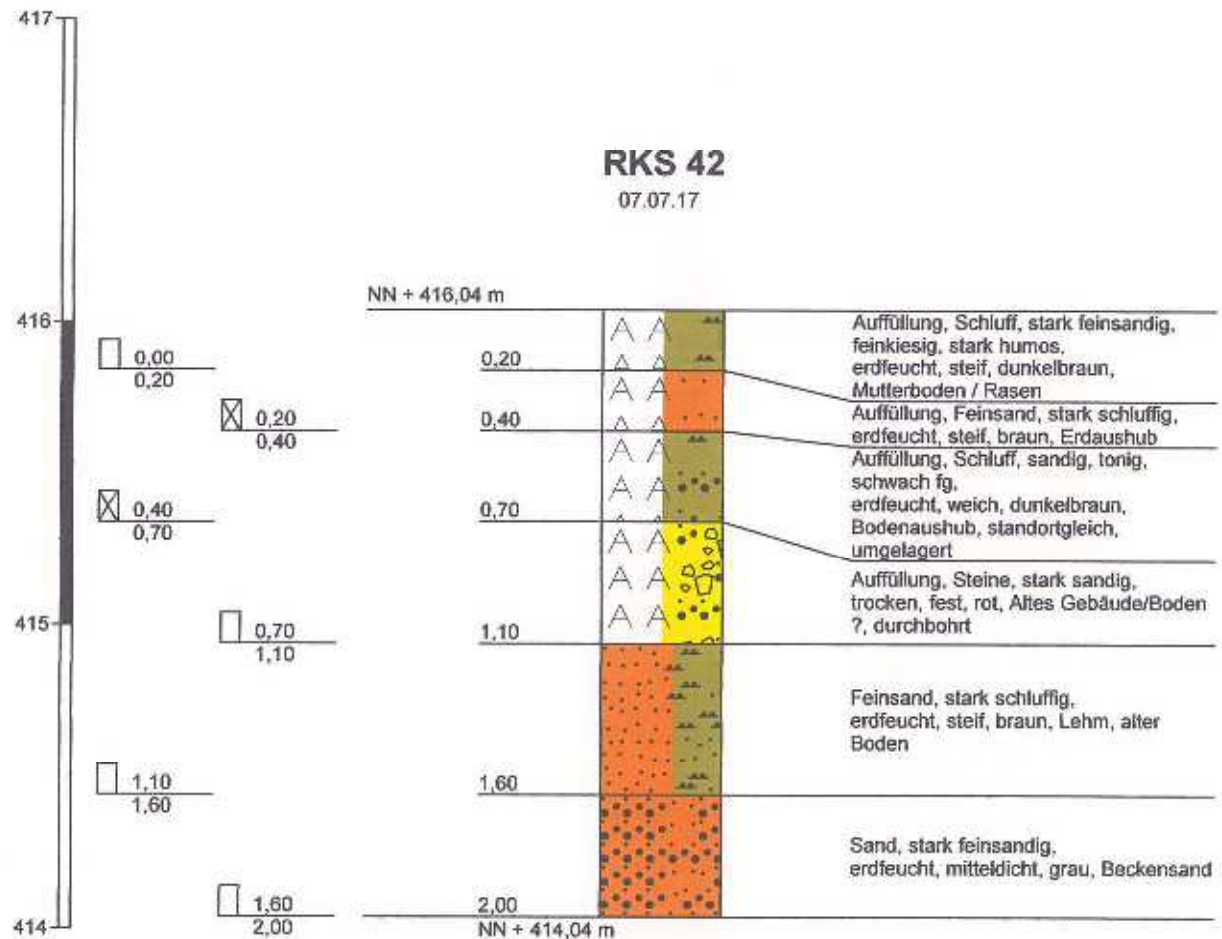 417
RKS 42
07.07.17
NN + 416,04 m
416
0,00
0,20
0,20
Auffüllung, Schluff, stark feinsandig,
feinkiesig, stark humos,
erdfeucht, steif, dunkelbraun,
Mutterboden / Rasen
0,20
0,40
0,40
Auffüllung, Feinsand, stark schluffig,
erdfeucht, steif, braun, Erdaushub
0,40
0,70
0,70
Auffüllung, Schluff, sandig, tonig,
schwach fg,
erdfeucht, weich, dunkelbraun,
Bodenaushub, standortgleich,
umgelagert
415
0,70
1,10
1,10
Auffüllung, Steine, stark sandig,
trocken, fest, rot, Altes Gebäude/Boden
?, durchbohrt
1,10
1,60
1,60
Feinsand, stark schluffig,
erdfeucht, steif, braun, Lehm, alter
Boden
414
1,60
2,00
2,00
Sand, stark feinsandig,
erdfeucht, mitteldicht, grau, Beckensand
NN + 414,04 m